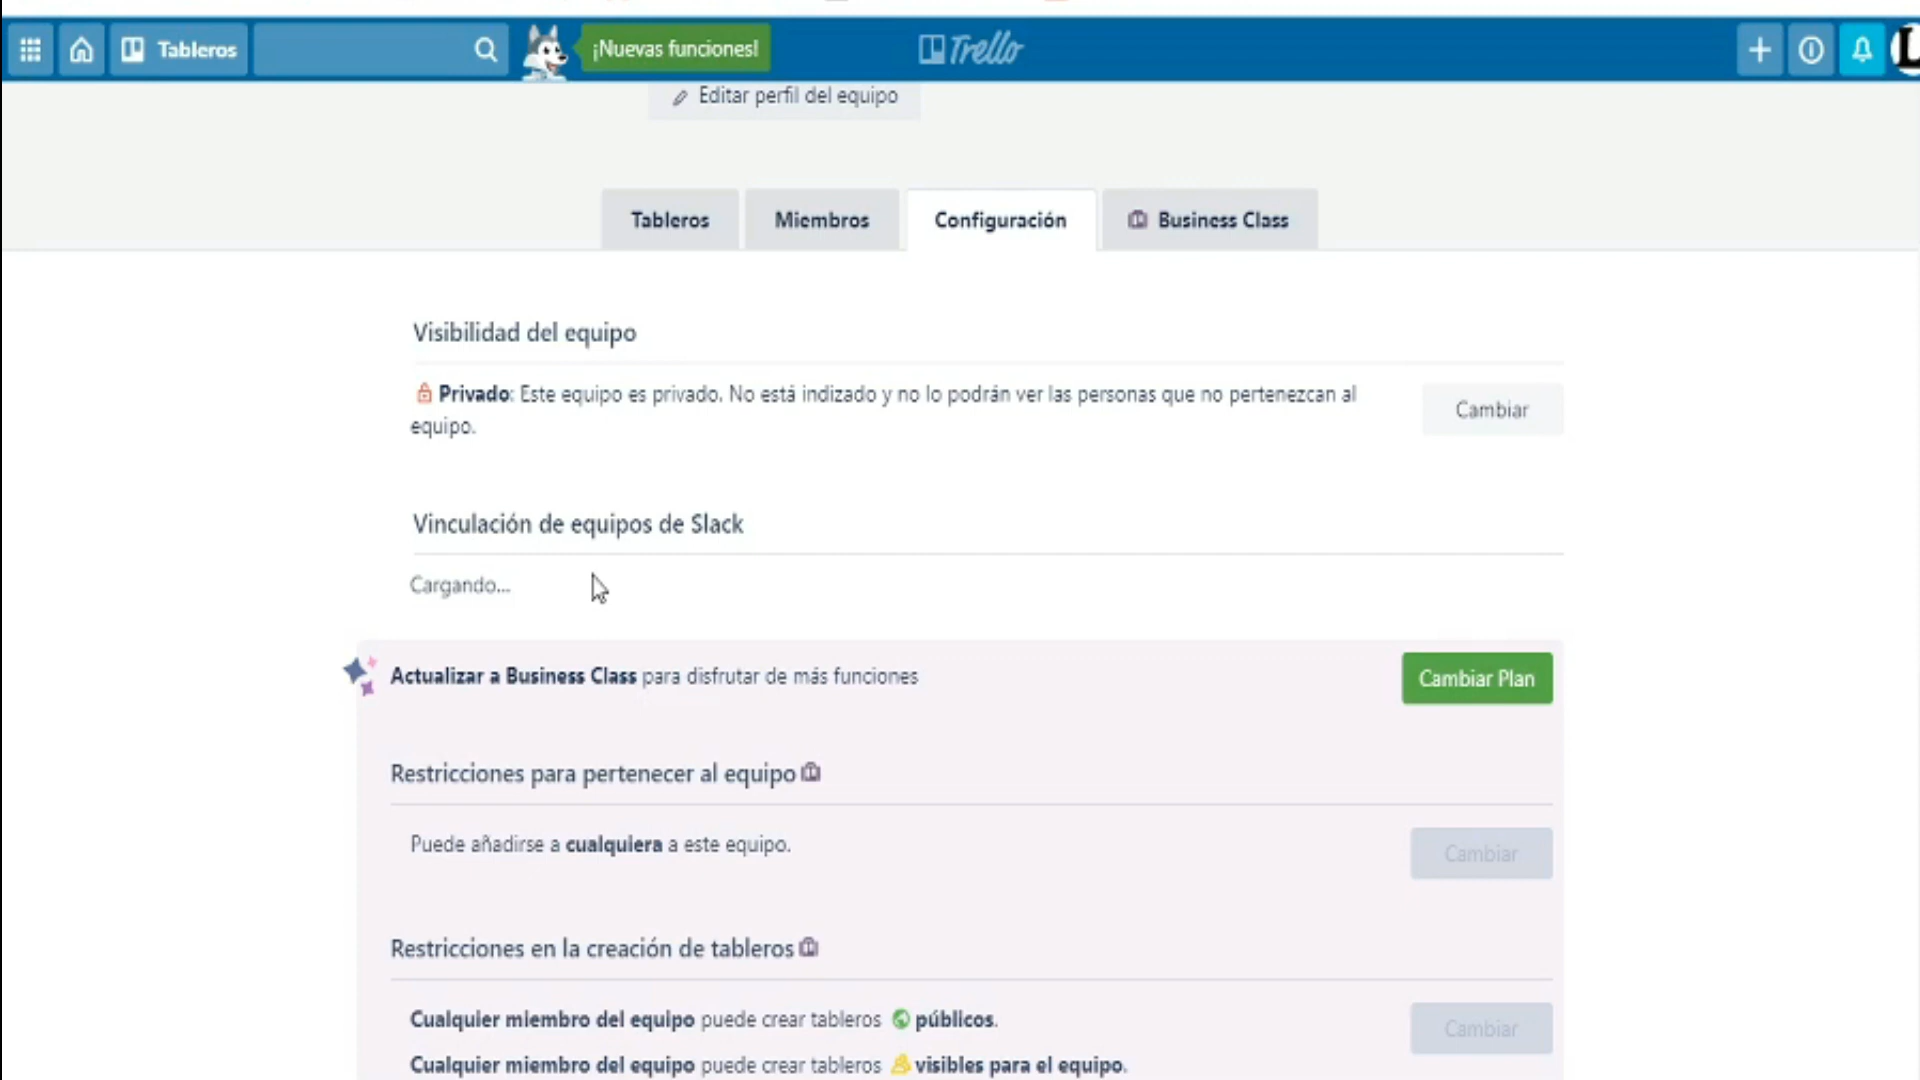 Tableros
¡Nuevas funciones!
Trello
Editar perfil del equipo
Tableros
Miembros
Configuración
Business Class
Visibilidad del equipo
Privado: Este equipo es privado. No está indizado y no lo podrán ver las personas que no pertenezcan al
equipo.
Cambiar
Vinculación de equipos de Slack
Cargando...
Actualizar a Business Class para disfrutar de más funciones
Cambiar Plan
Restricciones para pertenecer al equipo
Puede añadirse a cualquiera a este equipo.
Cambiar
Restricciones en la creación de tableros
Cualquier miembro del equipo puede crear tableros públicos.
Cambiar
Cualquier miembro del equipo puede crear tableros visibles para el equipo.